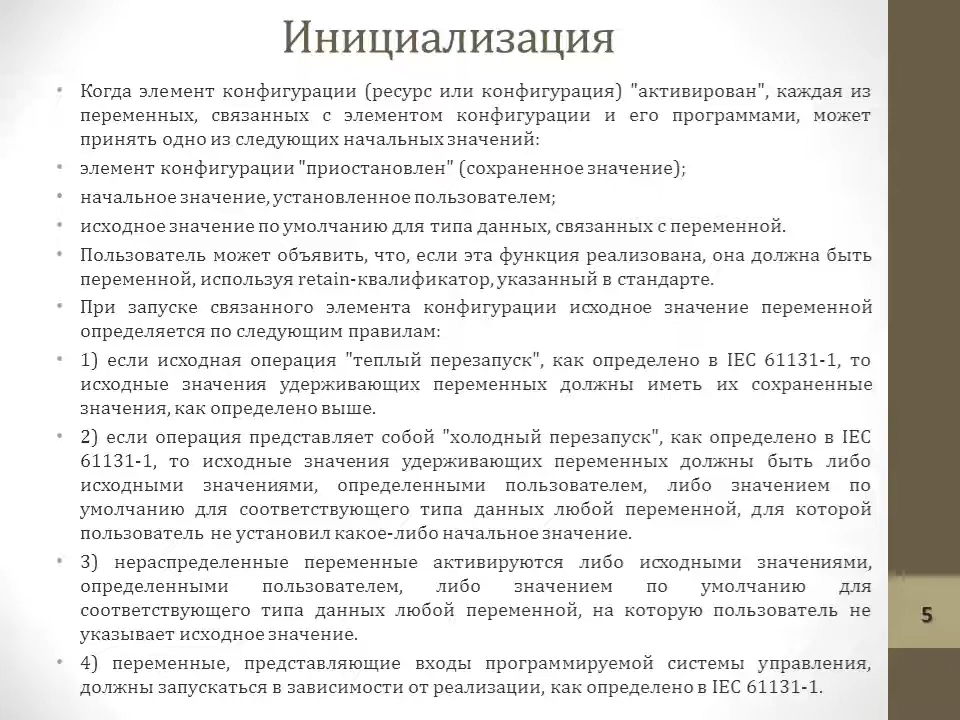 Инициализация
• Когда элемент конфигурации (ресурс или конфигурация) "активирован", каждая из
переменных, связанных с элементом конфигурации и его программами, может
принять одно из следующих начальных значений:
• элемент конфигурации "приостановлен" (сохраненное значение);
• начальное значение, установленное пользователем;
• исходное значение по умолчанию для типа данных, связанных с переменной.
• Пользователь может объявить, что, если эта функция реализована, она должна быть
переменной, используя retain-квалификатор, указанный в стандарте.
• При запуске связанного элемента конфигурации исходное значение переменной
определяется по следующим правилам:
• 1) если исходная операция "теплый перезапуск", как определено в IEC 61131-1, то
исходные значения удерживающих переменных должны иметь их сохраненные
значения, как определено выше.
• 2) если операция представляет собой "холодный перезапуск", как определено в IEC
61131-1, то исходные значения удерживающих переменных должны быть либо
исходными значениями, определенными пользователем, либо значением по
умолчанию для соответствующего типа данных любой переменной, для которой
пользователь не установил какое-либо начальное значение.
• 3) нераспределенные переменные активируются либо исходными значениями,
определенными пользователем, либо значением по умолчанию для
соответствующего типа данных любой переменной, на которую пользователь не
указывает исходное значение.
• 4) переменные, представляющие входы программируемой системы управления,
должны запускаться в зависимости от реализации, как определено в IEC 61131-1.
5